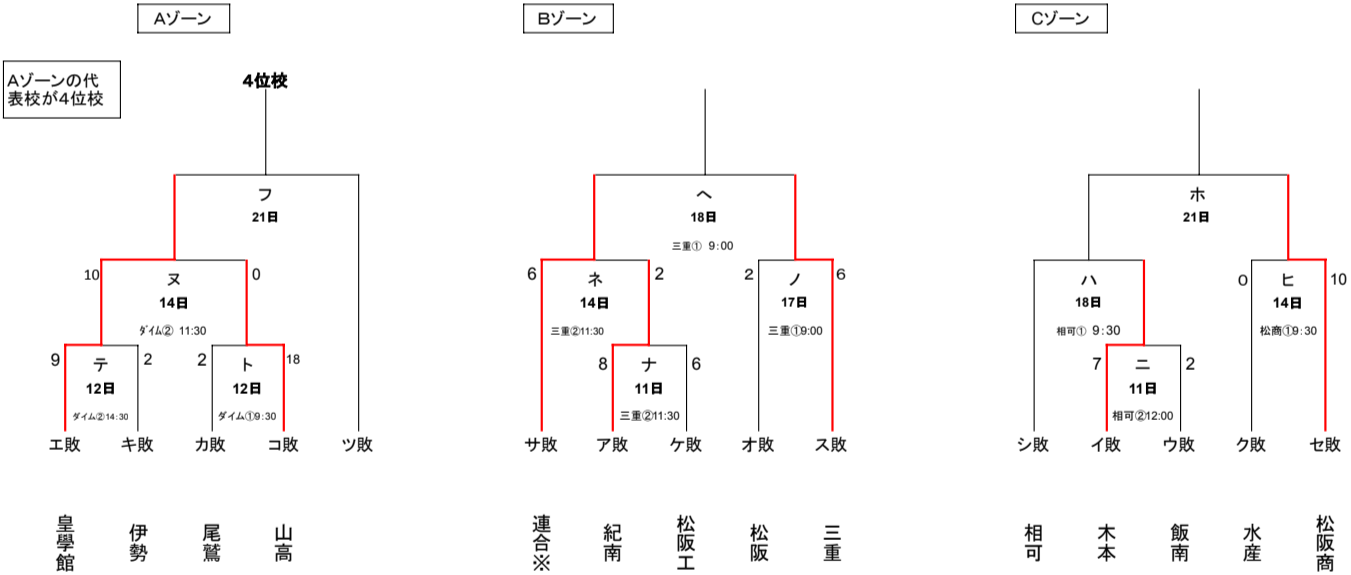 Aゾーン
Bゾーン
Cゾーン
Aゾーンの代
表校が4位校
4位校
フ
21日
ヘ
18日
三重① 9:00
ホ
21日
10
ヌ
0
14日
ダイム② 11:30
6
ネ
2
14日
三重②11:30
2
ノ
6
17日
三重①9:00
ハ
18日
相可① 9:30
0
ヒ
10
14日
松商①9:30
9
テ
2
12日
ダイム②14:30
2
ト
18
12日
ダイム①9:30
8
ナ
6
11日
三重②11:30
7
ニ
2
11日
相可②12:00
エ敗
キ敗
カ敗
コ敗
ツ敗
サ敗
ア敗
ケ敗
オ敗
ス敗
シ敗
イ敗
ウ敗
ク敗
セ敗
皇學館
伊勢
尾鷲
山高
連合※
紀南
松阪工
松阪
三重
相可
木本
飯南
水産
松阪商